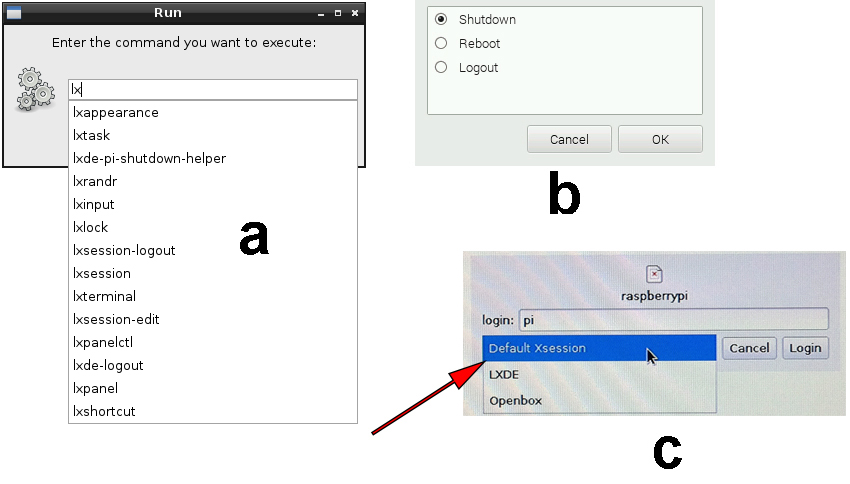 Run
Enter the command you want to execute:
lx
lxappearance
lxtask
lxde-pi-shutdown-helper
lxrandr
lxinput
lxlock
lxsession-logout
lxsession
lxterminal
lxsession-edit
lxpanelctl
lxde-logout
lxpanel
lxshortcut
a
Shutdown
Reboot
Logout
Cancel OK
b
raspberrypi
login: pi
Default Xsession Cancel Login
LXDE
Openbox
c